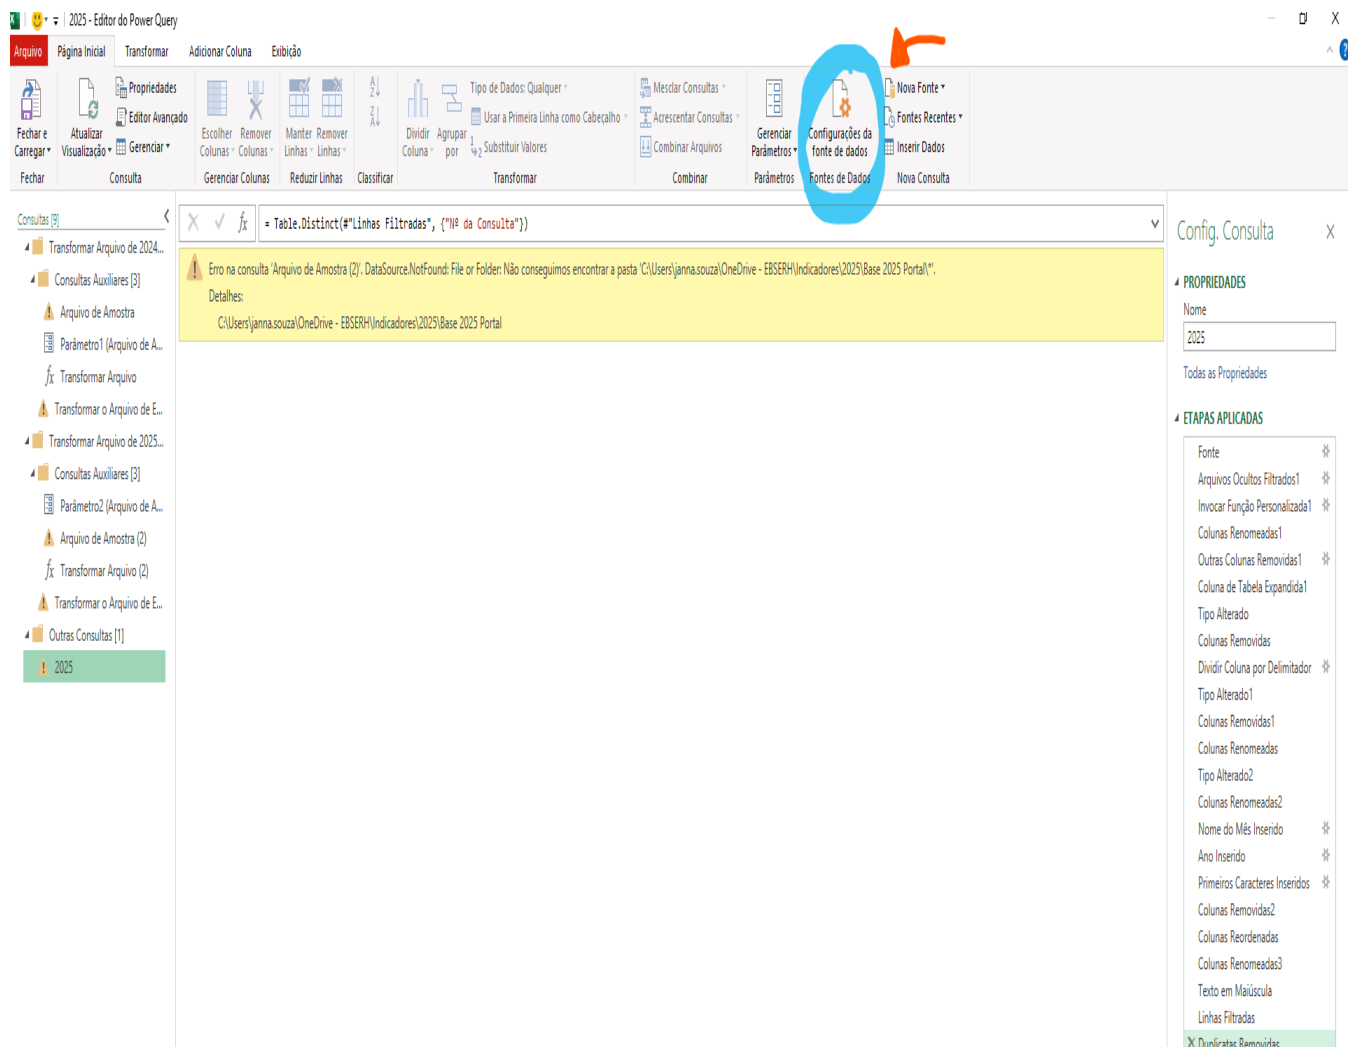 2025 - Editor do Power Query
Arquivo Página Inicial Transformar Adicionar Coluna Exibição
Fechar e Carregar
Fechar
Atualizar Visualização
Propriedades
Editor Avançado
Gerenciar
Consulta
Escolher Colunas
Remover Colunas
Gerenciar Colunas
Manter Linhas
Remover Linhas
Reduzir Linhas
Classificar
Dividir Coluna
Agrupar por
Tipo de Dados: Qualquer
Usar a Primeira Linha como Cabeçalho
Substituir Valores
Transformar
Mesclar Consultas
Acrescentar Consultas
Combinar Arquivos
Combinar
Gerenciar Parâmetros
Parâmetros
Configurações da fonte de dados
Fontes de Dados
Nova Fonte
Fontes Recentes
Inserir Dados
Nova Consulta
Consultas [9]
Transformar Arquivo de 2024...
Consultas Auxiliares [3]
Arquivo de Amostra
Parâmetro1 (Arquivo de A...
Transformar Arquivo
Transformar o Arquivo de E...
Transformar Arquivo de 2025...
Consultas Auxiliares [3]
Parâmetro2 (Arquivo de A...
Arquivo de Amostra (2)
Transformar Arquivo (2)
Transformar o Arquivo de E...
Outras Consultas [1]
2025
fx
= Table.Distinct(#"Linhas Filtradas", {"Nº da Consulta"})
Erro na consulta 'Arquivo de Amostra (2)'. DataSource.NotFound: File or Folder: Não conseguimos encontrar a pasta 'C:\Users\janna.souza\OneDrive - EBSERH\Indicadores\2025\Base 2025 Portal\*'.
Detalhes:
C:\Users\janna.souza\OneDrive - EBSERH\Indicadores\2025\Base 2025 Portal
Config. Consulta
PROPRIEDADES
Nome
2025
Todas as Propriedades
ETAPAS APLICADAS
Fonte
Arquivos Ocultos Filtrados1
Invocar Função Personalizada1
Colunas Renomeadas1
Outras Colunas Removidas1
Coluna de Tabela Expandida1
Tipo Alterado
Colunas Removidas
Dividir Coluna por Delimitador
Tipo Alterado1
Colunas Removidas1
Colunas Renomeadas
Tipo Alterado2
Colunas Renomeadas2
Nome do Mês Inserido
Ano Inserido
Primeiros Caracteres Inseridos
Colunas Removidas2
Colunas Reordenadas
Colunas Renomeadas3
Texto em Maiúscula
Linhas Filtradas
Duplicatas Removidas